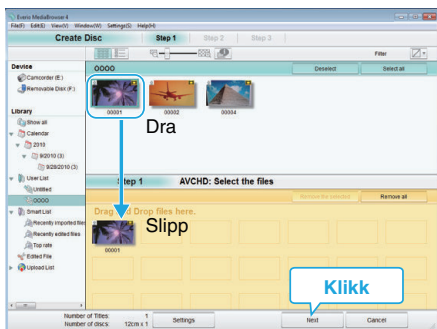 Everio MediaBrowser 4
File(F) Edit(E) View(V) Window(W) Settings(S) Help(H)
Create Disc Step 1 Step 2 Step 3
Filter
Device
Camcorder (E:)
Removable Disk (F:)
Library
Show all
Calendar
2010
9/2010 (3)
9/28/2010 (3)
User List
Untitled
OOOO
Smart List
Recently imported files
Recently edited files
Top rate
Edited File
Upload List
OOOO Deselect Select all
00001 00002 00004
Dra
Step 1 AVCHD: Select the files
Remove the selected Remove all
Drag and Drop files here.
Slipp
00001
Klikk
Number of Titles: 1
Number of discs: 12cm x 1
Settings Next Cancel